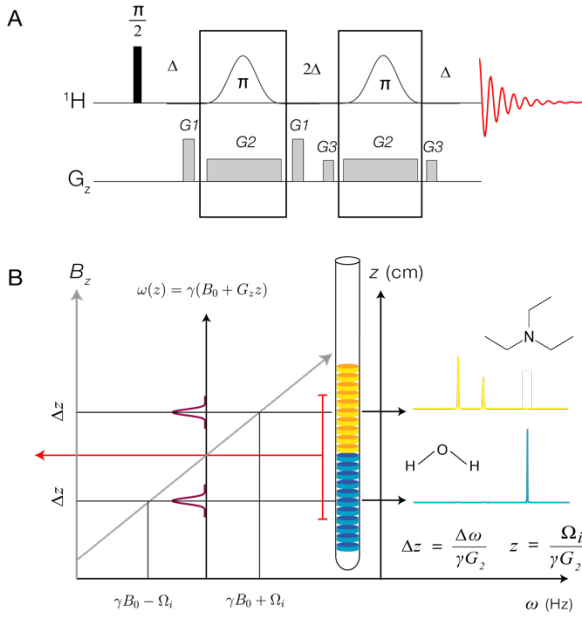 A
π
2
Δ
π
2Δ
π
Δ
¹H
G1
G2
G1
G3
G2
G3
G_z
B
B_z
ω(z) = γ(B₀ + G_z z)
z (cm)
N
Δz
O
H H
Δz
Δz = Δω / γG₂ z = Ω_i / γG₂
γB₀ − Ω_i γB₀ + Ω_i ω (Hz)